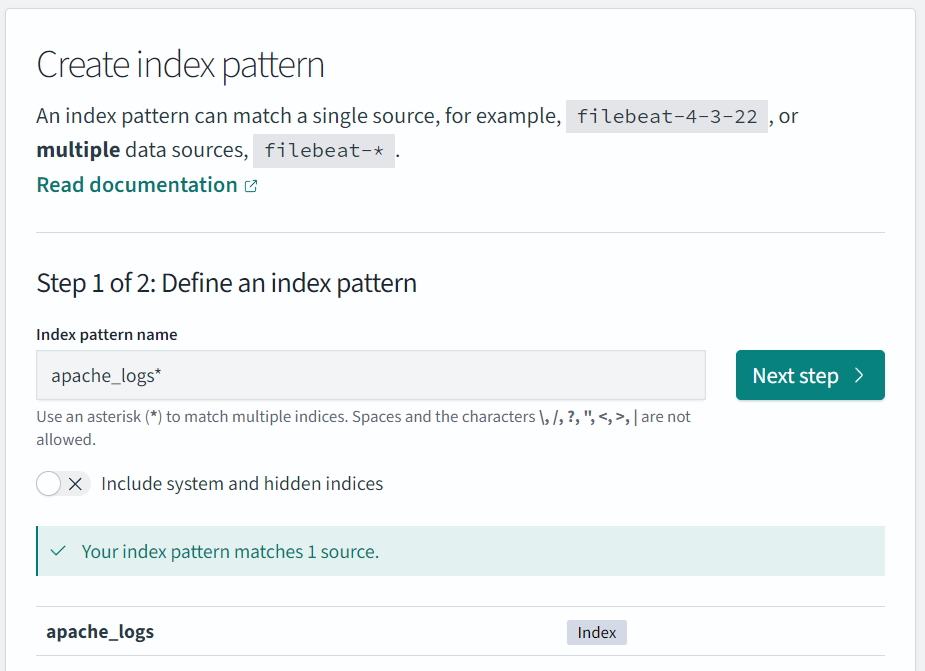 Create index pattern
An index pattern can match a single source, for example, filebeat-4-3-22 , or
multiple data sources, filebeat-* .
Read documentation
Step 1 of 2: Define an index pattern
Index pattern name
apache_logs*
Next step
Use an asterisk (*) to match multiple indices. Spaces and the characters \, /, ?, ", <, >, | are not
allowed.
Include system and hidden indices
Your index pattern matches 1 source.
apache_logs Index